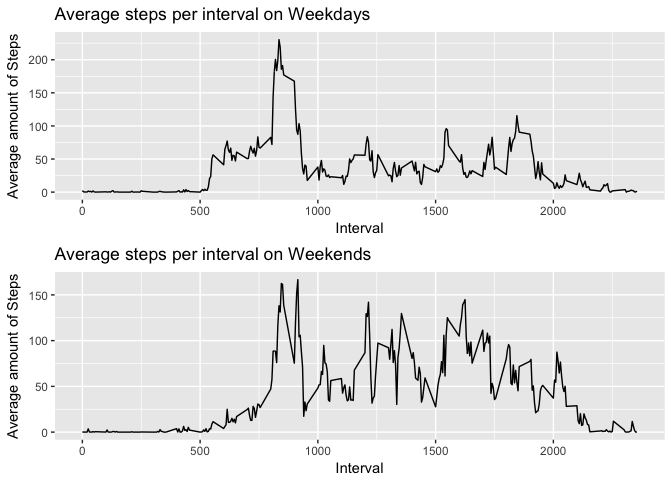 Average steps per interval on Weekdays
Average amount of Steps
200
150
100
50
0
0 500 1000 1500 2000
Interval
Average steps per interval on Weekends
Average amount of Steps
150
100
50
0
0 500 1000 1500 2000
Interval